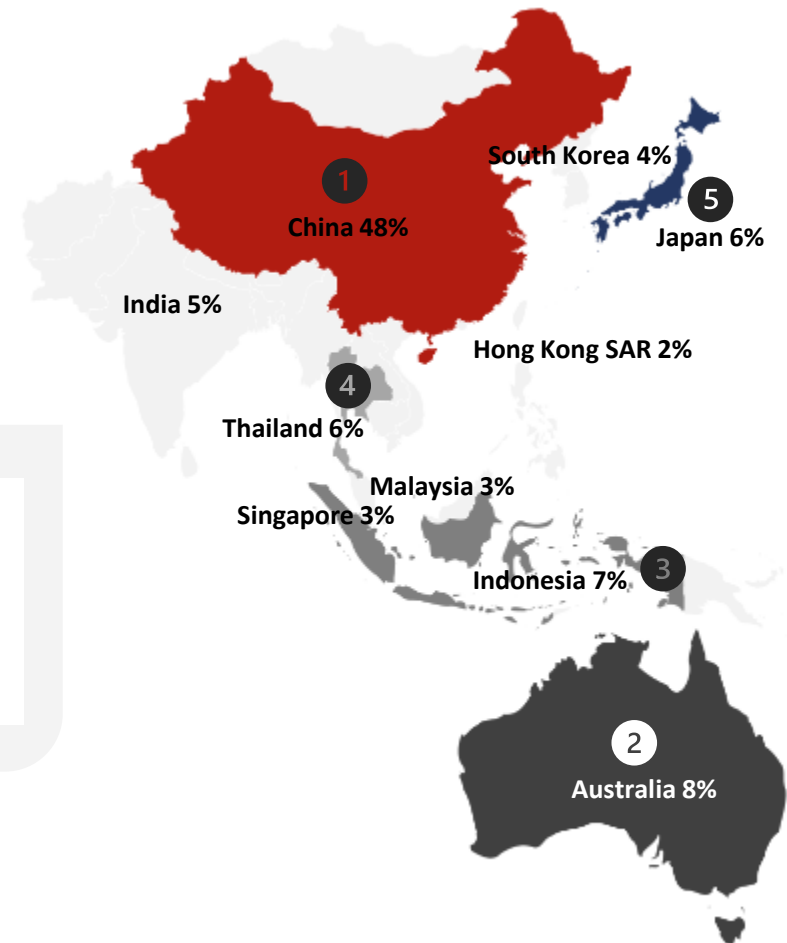 South Korea 4%
1
5
China 48%
Japan 6%
India 5%
Hong Kong SAR 2%
4
Thailand 6%
Malaysia 3%
Singapore 3%
3
Indonesia 7%
2
Australia 8%